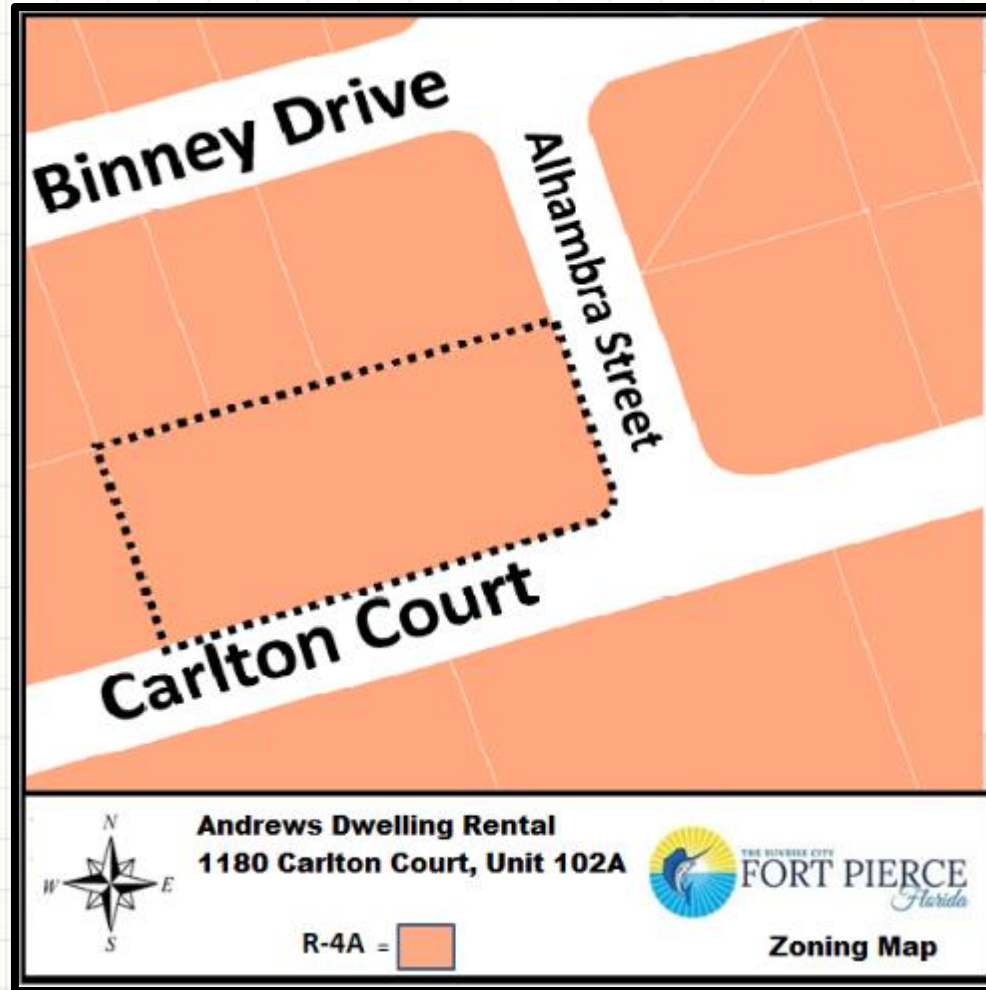 Binney Drive
Alhambra Street
Carlton Court
N
W
E
S
Andrews Dwelling Rental
1180 Carlton Court, Unit 102A
R-4A =
THE SUNRISE CITY
FORT PIERCE
Florida
Zoning Map